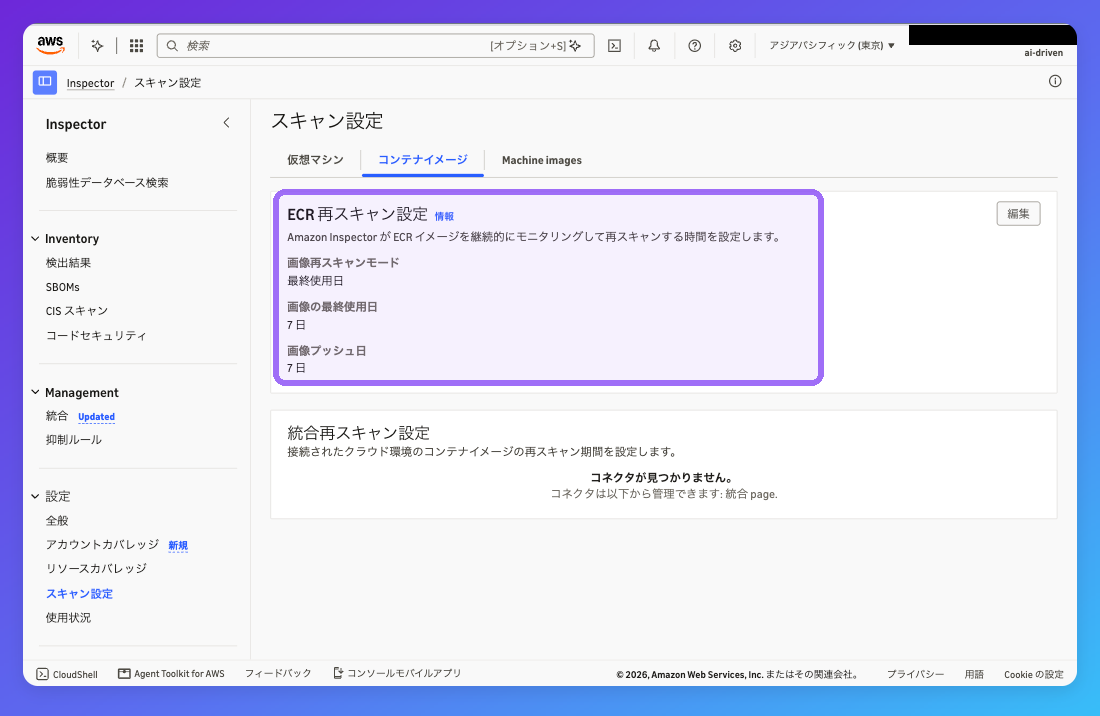 aws
検索
[オプション+S]
アジアパシフィック (東京) ▼
ai-driven
Inspector / スキャン設定
Inspector
概要
脆弱性データベース検索
Inventory
検出結果
SBOMs
CIS スキャン
コードセキュリティ
Management
統合 Updated
抑制ルール
設定
全般
アカウントカバレッジ 新規
リソースカバレッジ
スキャン設定
使用状況
スキャン設定
仮想マシン
コンテナイメージ
Machine images
ECR 再スキャン設定 情報
編集
Amazon Inspector が ECR イメージを継続的にモニタリングして再スキャンする時間を設定します。
画像再スキャンモード
最終使用日
画像の最終使用日
7 日
画像プッシュ日
7 日
統合再スキャン設定
接続されたクラウド環境のコンテナイメージの再スキャン期間を設定します。
コネクタが見つかりません。
コネクタは以下から管理できます: 統合 page.
CloudShell
Agent Toolkit for AWS
フィードバック
コンソールモバイルアプリ
© 2026, Amazon Web Services, Inc. またはその関連会社。
プライバシー
用語
Cookie の設定